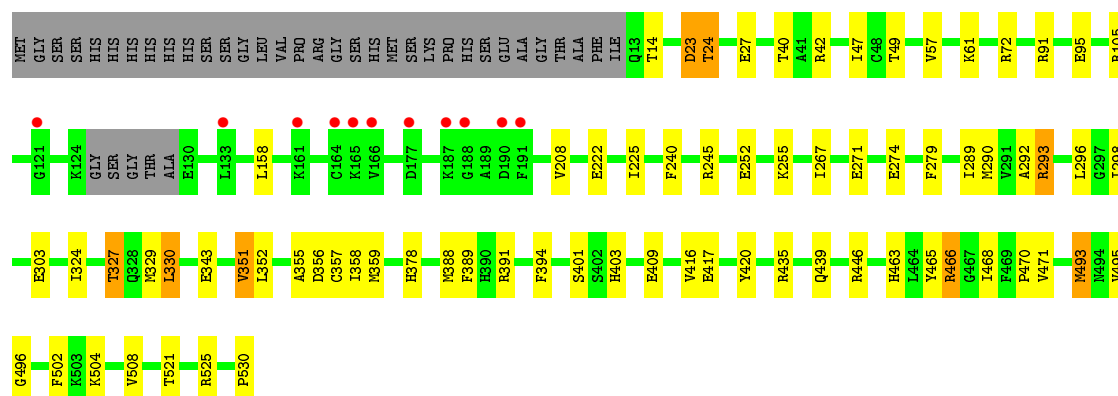 MET GLY SER SER HIS HIS HIS HIS HIS HIS SER SER GLY LEU VAL PRO ARG GLY SER HIS MET SER LYS PRO HIS SER GLU ALA GLY THR ALA PHE ILE Q13 T14 D23 T24 E27 T40 A41 R42 I47 C48 T49 V57 K61 R72 R91 E95 R105
G121 K124 GLY SER GLY THR ALA E130 L133 L158 K161 C164 K165 V166 D177 K187 G188 A189 D190 F191 V208 E222 I225 F240 R245 E252 K255 I267 E271 E274 F279 I289 M290 V291 A292 R293 L296 G297 I298
E303 I324 T327 Q328 M329 L330 E343 V351 L352 A355 D356 C357 I358 M359 H378 M388 F389 H390 R391 F394 S401 S402 H403 E409 V416 E417 Y420 R435 Q439 R446 H463 L464 Y465 R466 G467 I468 F469 P470 V471 M493 N494 V495
G496 F502 K503 K504 V508 T521 R525 P530